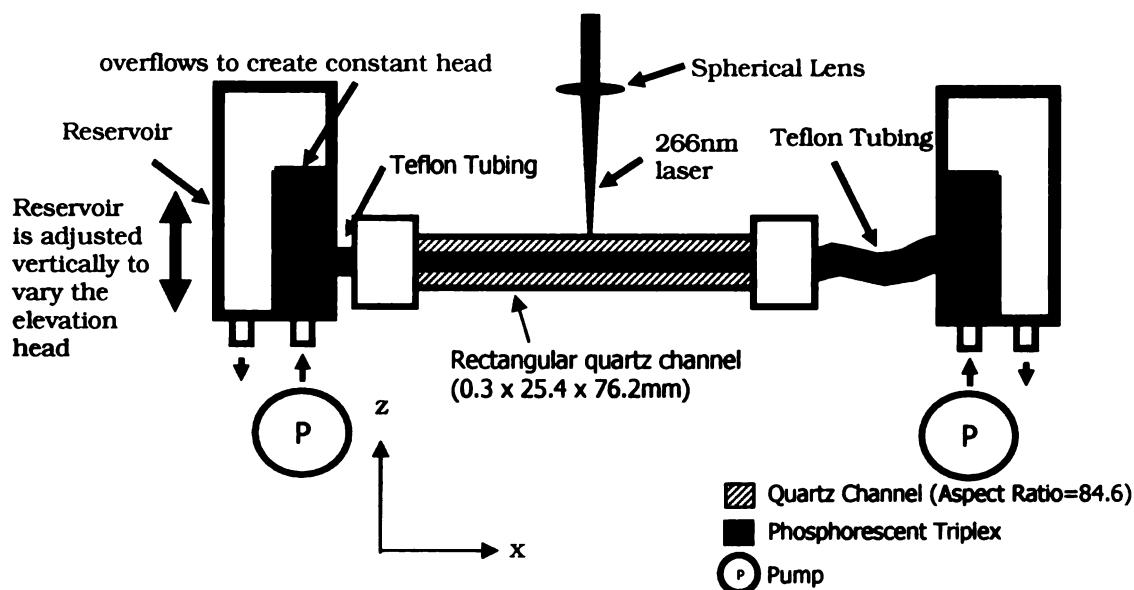 overflows to create constant head
Spherical Lens
Reservoir
266nm
laser
Teflon Tubing
Teflon Tubing
Reservoir
is adjusted
vertically to
vary the
elevation
head
Rectangular quartz channel
(0.3 x 25.4 x 76.2mm)
z
P
P
x
Quartz Channel (Aspect Ratio=84.6)
Phosphorescent Triplex
P
Pump